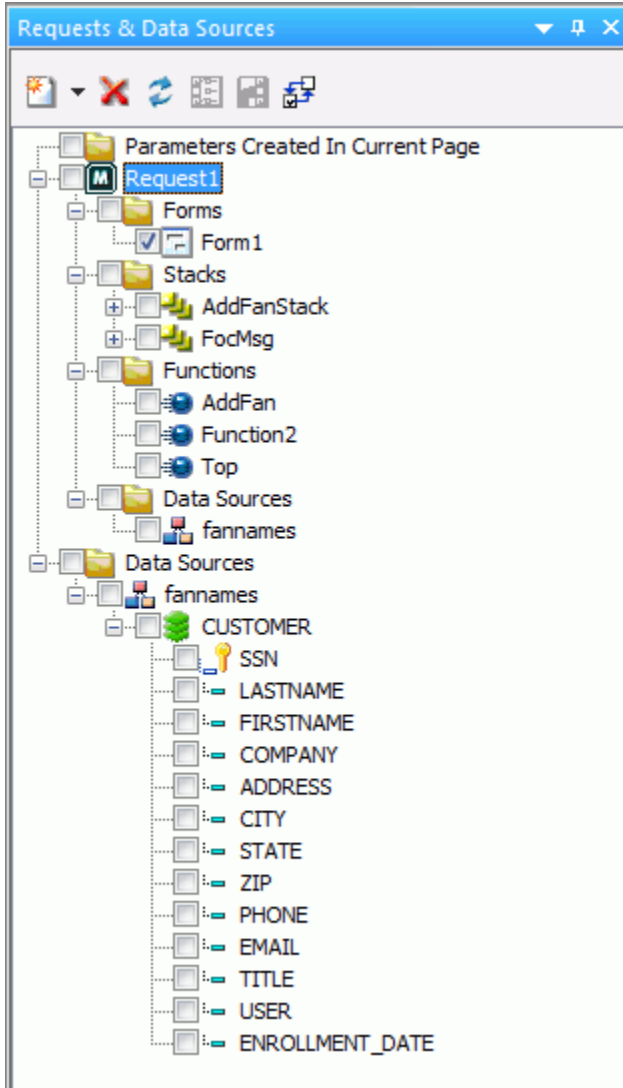 Requests & Data Sources
Parameters Created In Current Page
Request1
Forms
Form1
Stacks
AddFanStack
FocMsg
Functions
AddFan
Function2
Top
Data Sources
fannames
Data Sources
fannames
CUSTOMER
SSN
LASTNAME
FIRSTNAME
COMPANY
ADDRESS
CITY
STATE
ZIP
PHONE
EMAIL
TITLE
USER
ENROLLMENT_DATE